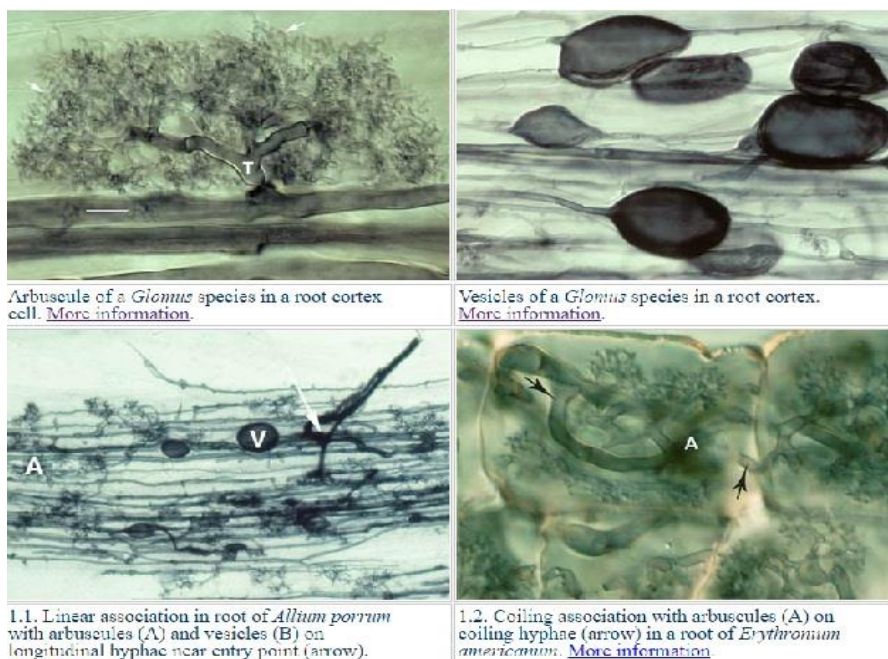 T
Arbuscule of a Glomus species in a root cortex
cell. More information.
Vesicles of a Glomus species in a root cortex.
More information.
A
V
A
1.1. Linear association in root of Allium porrum
with arbuscules (A) and vesicles (B) on
longitudinal hyphae near entry point (arrow).
1.2. Coiling association with arbuscules (A) on
coiling hyphae (arrow) in a root of Erythronium
americanum. More information.